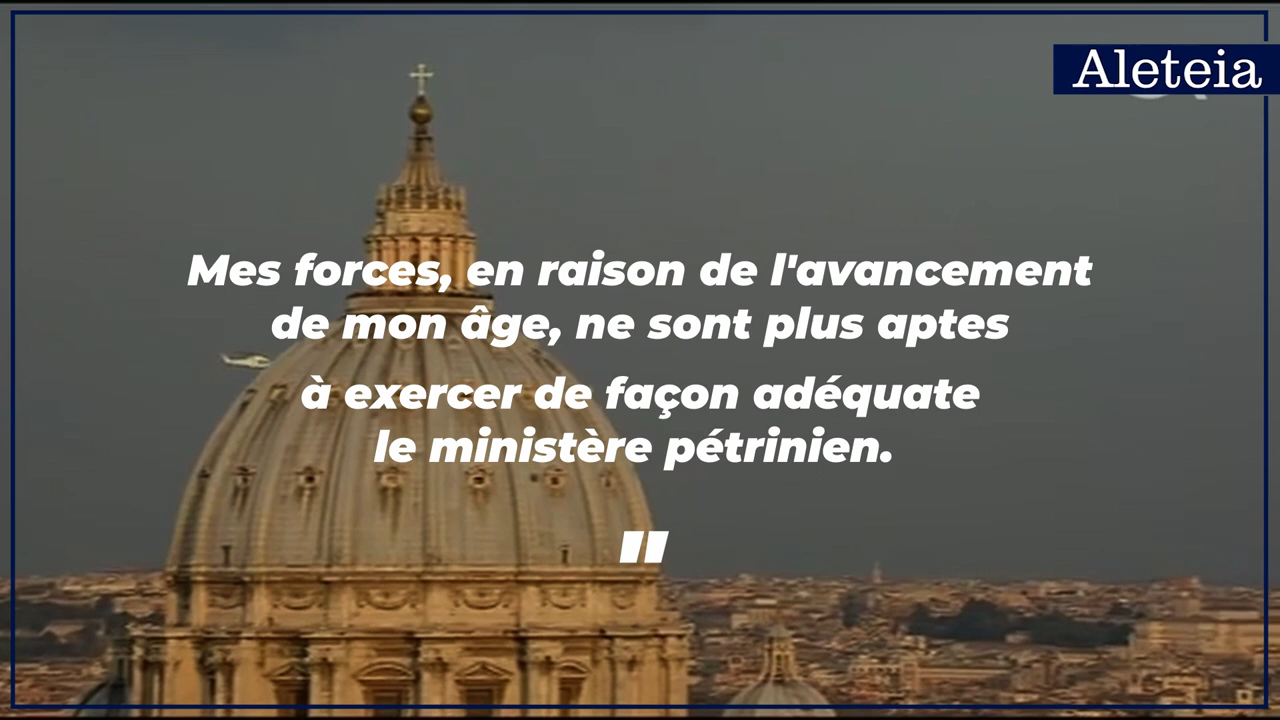 Aleteia
Mes forces, en raison de l'avancement
de mon âge, ne sont plus aptes
à exercer de façon adéquate
le ministère pétrinien.
"